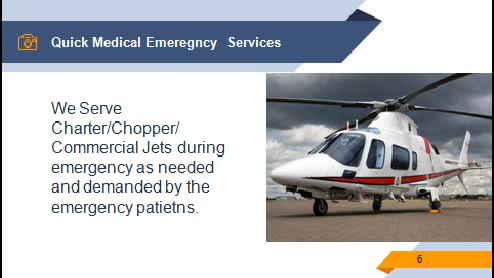 Quick Medical Emeregncy Services
We Serve
Charter/Chopper/
Commercial Jets during
emergency as needed
and demanded by the
emergency patietns.
6